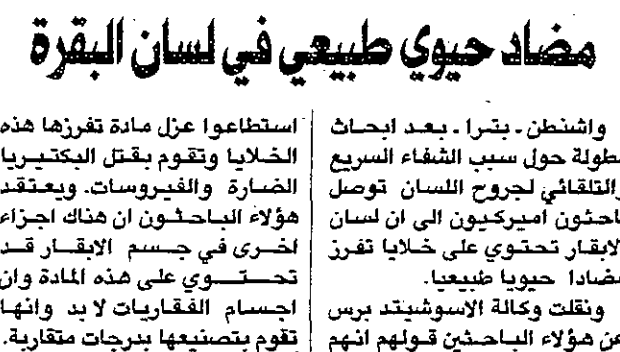 مضاد حيوي طبيعي في لسان البقرة
واشنطن ـ بترا ـ بعد ابحاث
مطولة حول سبب الشفاء السريع
والتلقائي لجروح اللسان توصل
باحثون اميركيون الى ان لسان
الابقار تحتوي على خلايا تفرز
مضادا حيويا طبيعيا.
ونقلت وكالة الاسوشيتد برس
عن هؤلاء الباحثين قولهم انهم
استطاعوا عزل مادة تفرزها هذه
الخلايا وتقوم بقتل البكتيريا
الضارة والفيروسات. ويعتقد
هؤلاء الباحثون ان هناك اجزاء
اخرى في جسم الابقار قد
تحتوي على هذه المادة وان
اجسام الفقاريات لا بد وانها
تقوم بتصنيعها بدرجات متقاربة.